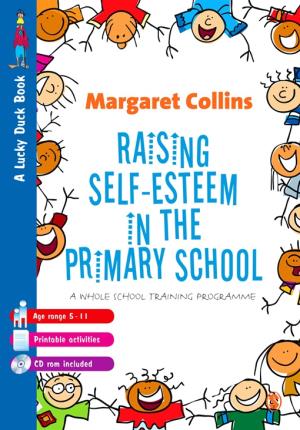 A Lucky Duck Book
Margaret Collins
RAISING
SELF-ESTEEM
IN THE
PRIMARY SCHOOL
A WHOLE SCHOOL TRAINING PROGRAMME
Age range 5-11
Printable activities
CD rom included